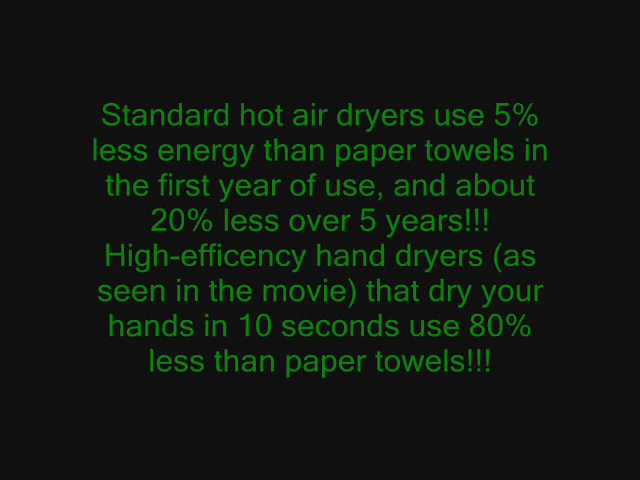 Standard hot air dryers use 5%
less energy than paper towels in
the first year of use, and about
20% less over 5 years!!!
High-efficency hand dryers (as
seen in the movie) that dry your
hands in 10 seconds use 80%
less than paper towels!!!